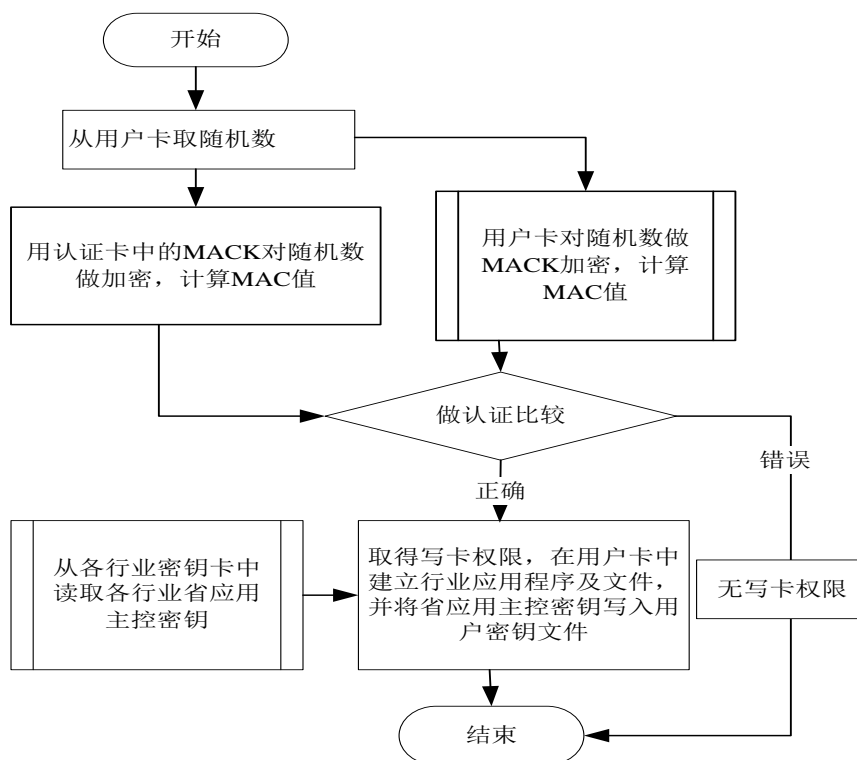 开始
从用户卡取随机数
用认证卡中的MACK对随机数
做加密，计算MAC值
用户卡对随机数做
MACK加密，计算
MAC值
做认证比较
错误
正确
从各行业密钥卡中
读取各行业省应用
主控密钥
取得写卡权限，在用户卡中
建立行业应用程序及文件，
并将省应用主控密钥写入用
户密钥文件
无写卡权限
结束